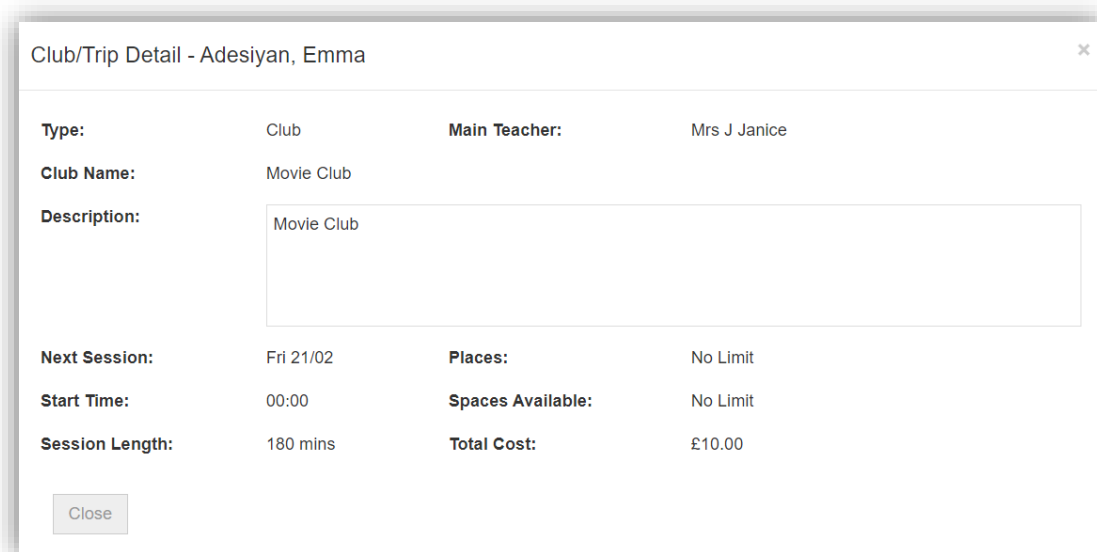 Club/Trip Detail - Adesiyan, Emma ×
Type: Club Main Teacher: Mrs J Janice
Club Name: Movie Club
Description: Movie Club
Next Session: Fri 21/02 Places: No Limit
Start Time: 00:00 Spaces Available: No Limit
Session Length: 180 mins Total Cost: £10.00
Close